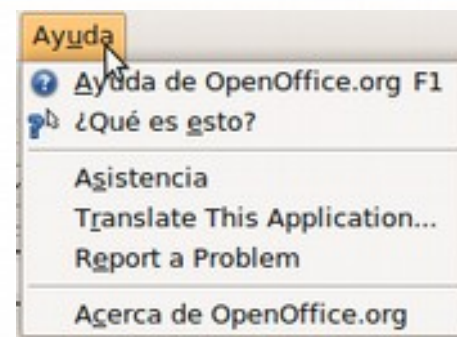 Ayuda
Ayuda de OpenOffice.org F1
¿Qué es esto?
Asistencia
Translate This Application...
Report a Problem
Acerca de OpenOffice.org